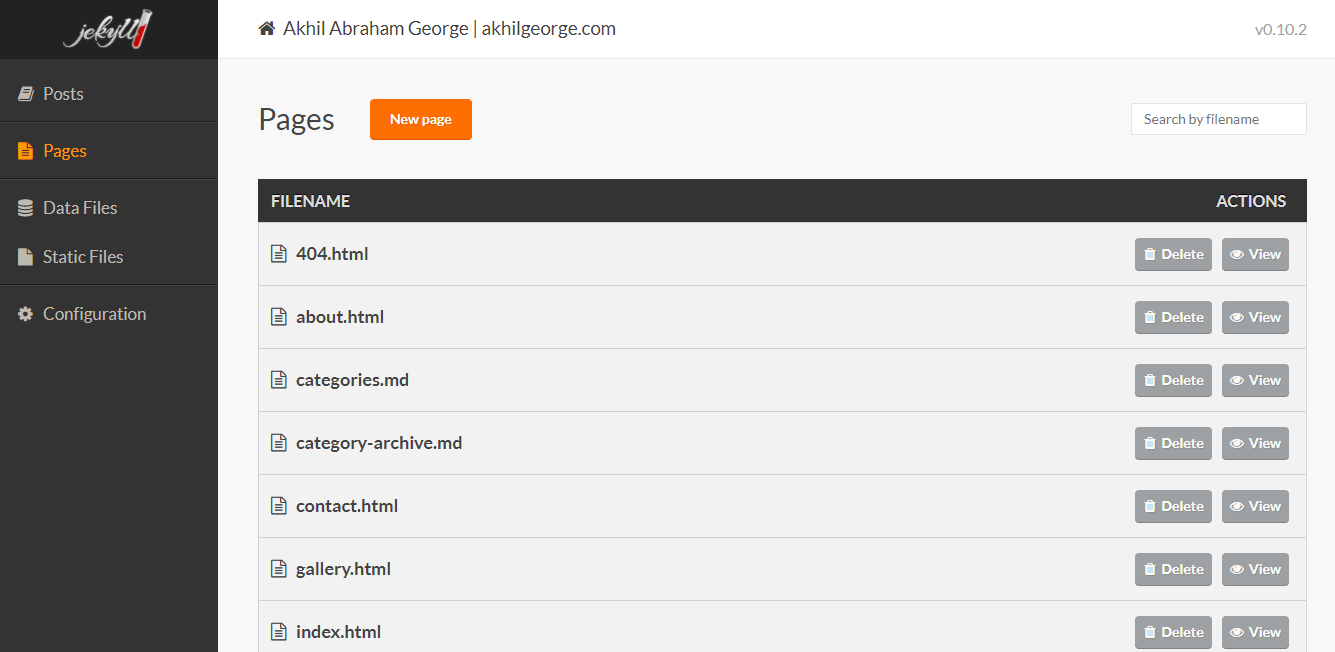 jekyll
Akhil Abraham George | akhilgeorge.com
v0.10.2
Posts
Pages
Data Files
Static Files
Configuration
Pages
New page
Search by filename
FILENAME ACTIONS
404.html Delete View
about.html Delete View
categories.md Delete View
category-archive.md Delete View
contact.html Delete View
gallery.html Delete View
index.html Delete View